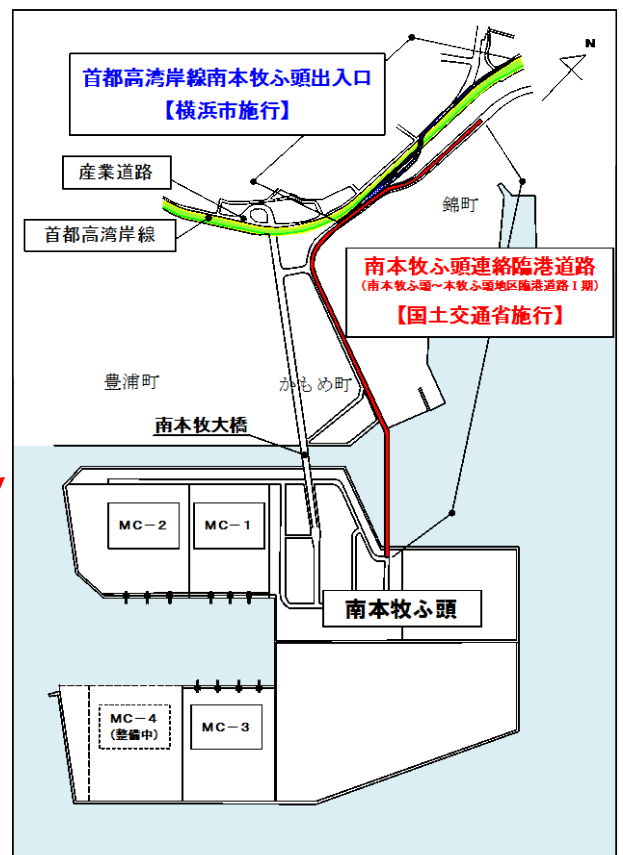 N
首都高湾岸線南本牧ふ頭出入口
【横浜市施行】
産業道路
首都高湾岸線
錦町
南本牧ふ頭連絡臨港道路
(南本牧ふ頭～本牧ふ頭地区臨港道路Ⅰ期)
【国土交通省施行】
豊浦町
かもめ町
南本牧大橋
MC－2
MC－1
南本牧ふ頭
MC－4
(整備中)
MC－3